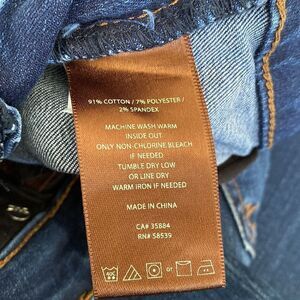 91% COTTON / 7% POLYESTER /
2% SPANDEX
MACHINE WASH WARM
INSIDE OUT
ONLY NON-CHLORINE BLEACH
IF NEEDED
TUMBLE DRY LOW
OR LINE DRY
WARM IRON IF NEEDED
MADE IN CHINA
CA# 35884
RN# 58539
or